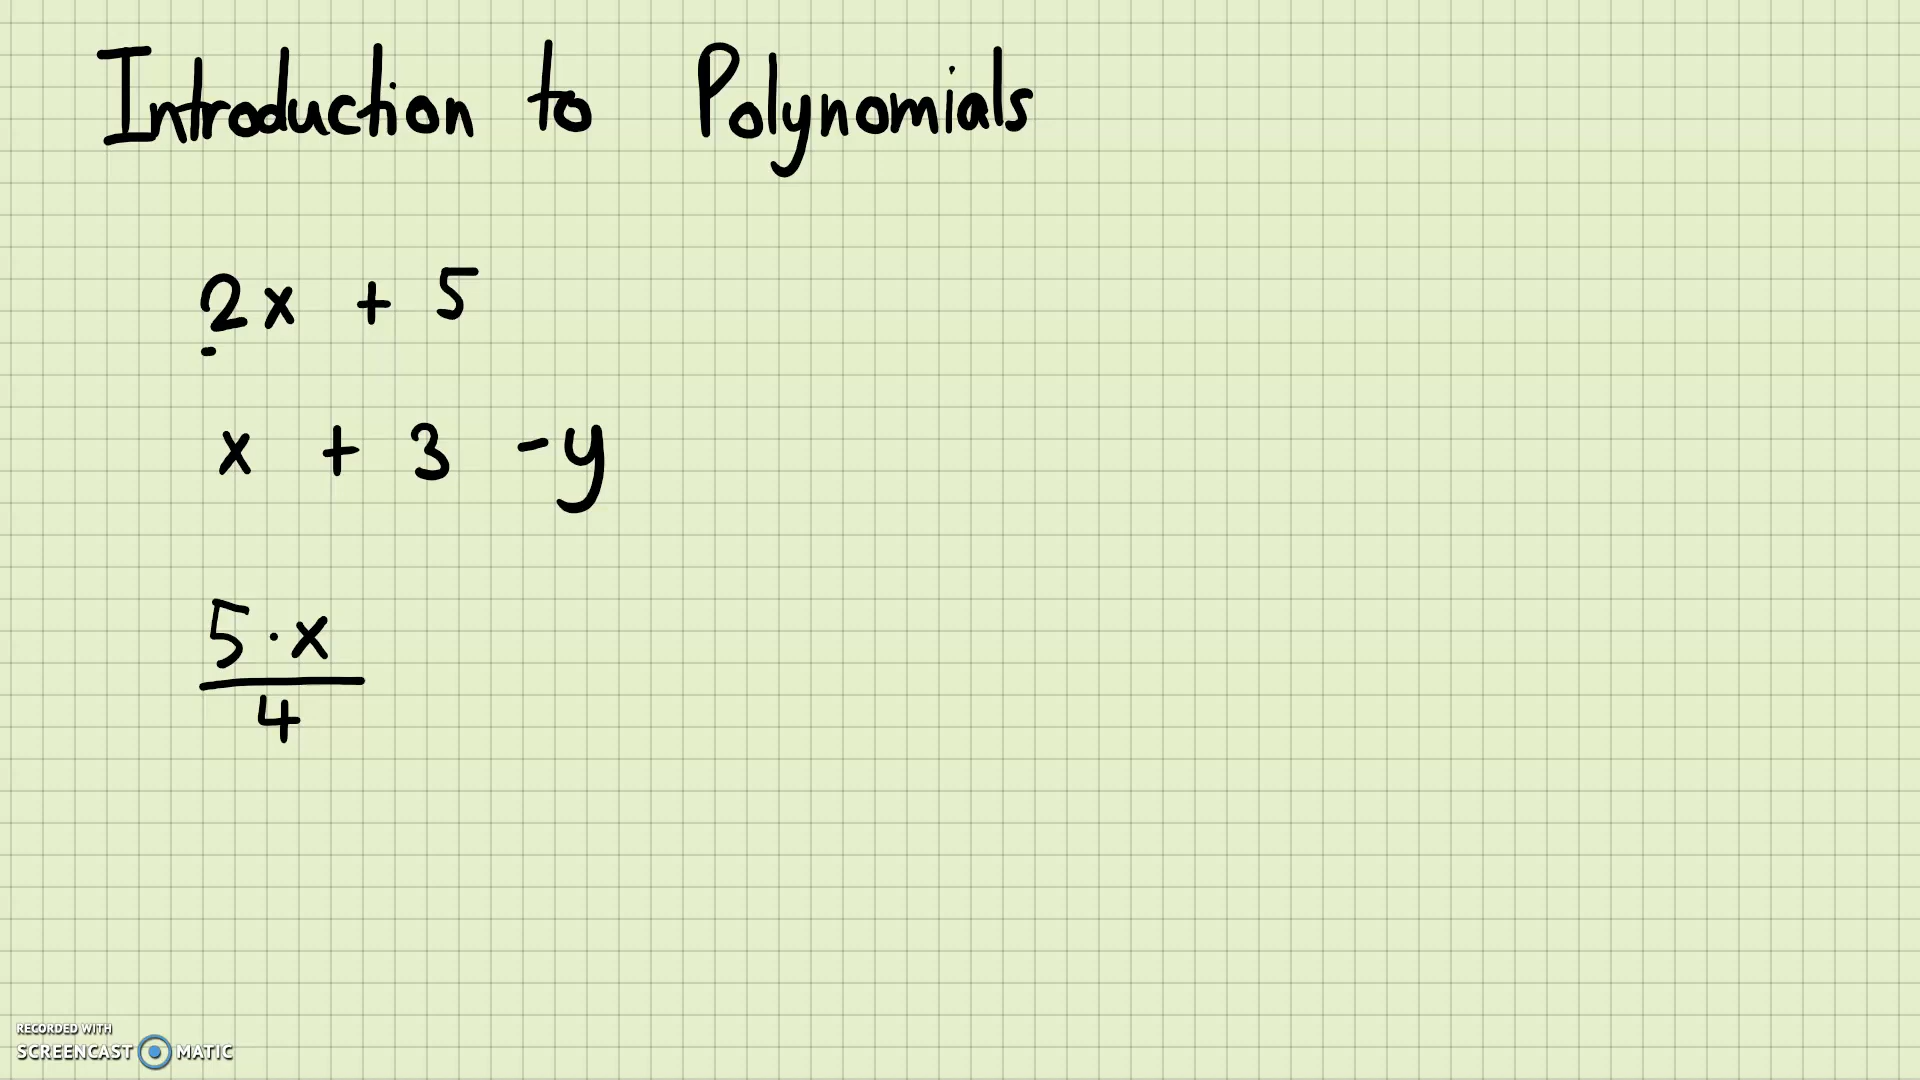 Introduction to Polynomials
2x + 5
x + 3 - y
5 · x
4
RECORDED WITH
SCREENCAST MATIC